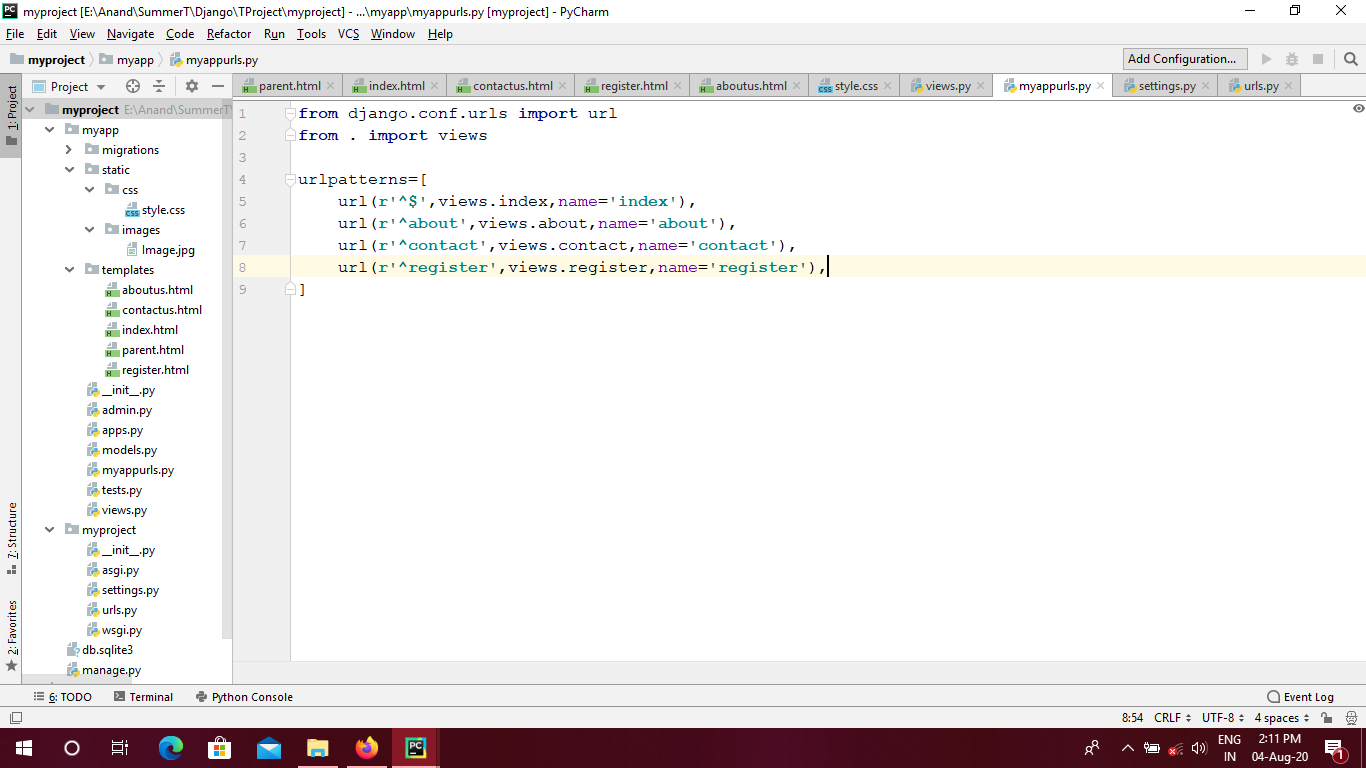 myproject [E:\Anand\SummerT\Django\TProject\myproject] - ...\myapp\myappurls.py [myproject] - PyCharm
File Edit View Navigate Code Refactor Run Tools VCS Window Help
myproject myapp myappurls.py Add Configuration...
Project
parent.html index.html contactus.html register.html aboutus.html style.css views.py myappurls.py settings.py urls.py
1: Project
7: Structure
2: Favorites
myproject E:\Anand\SummerT
myapp
migrations
static
css
style.css
images
Image.jpg
templates
aboutus.html
contactus.html
index.html
parent.html
register.html
__init__.py
admin.py
apps.py
models.py
myappurls.py
tests.py
views.py
myproject
__init__.py
asgi.py
settings.py
urls.py
wsgi.py
db.sqlite3
manage.py
1 from django.conf.urls import url
2 from . import views
3
4 urlpatterns=[
5 url(r'^$',views.index,name='index'),
6 url(r'^about',views.about,name='about'),
7 url(r'^contact',views.contact,name='contact'),
8 url(r'^register',views.register,name='register'),
9 ]
6: TODO Terminal Python Console Event Log
8:54 CRLF UTF-8 4 spaces
ENG 2:11 PM
IN 04-Aug-20 1